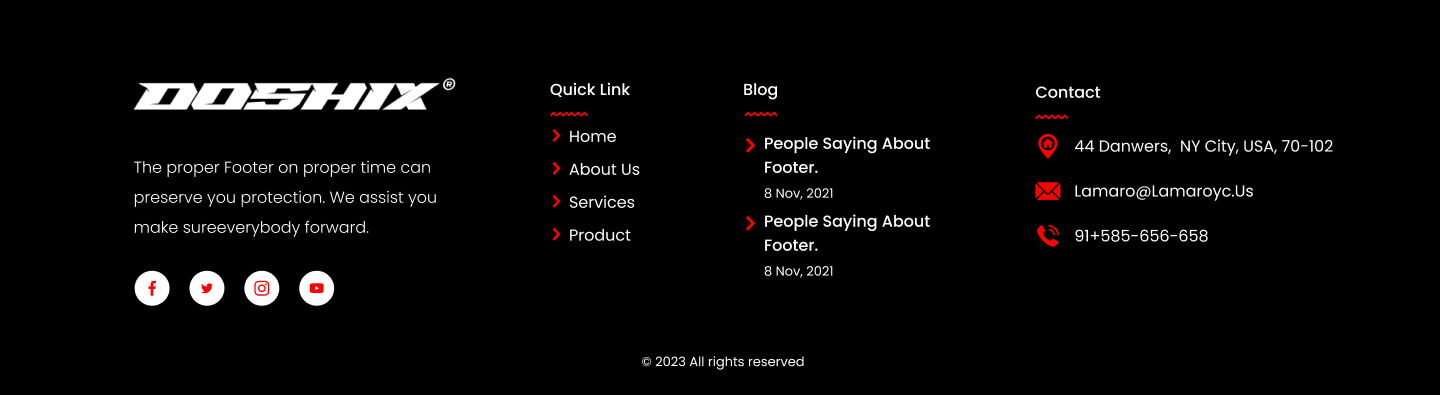 DOSHIX®
The proper Footer on proper time can
preserve you protection. We assist you
make sureeverybody forward.
Quick Link
Home
About Us
Services
Product
Blog
People Saying About
Footer.
8 Nov, 2021
People Saying About
Footer.
8 Nov, 2021
Contact
44 Danwers,  NY City, USA, 70-102
Lamaro@Lamaroyc.Us
91+585-656-658
© 2023 All rights reserved